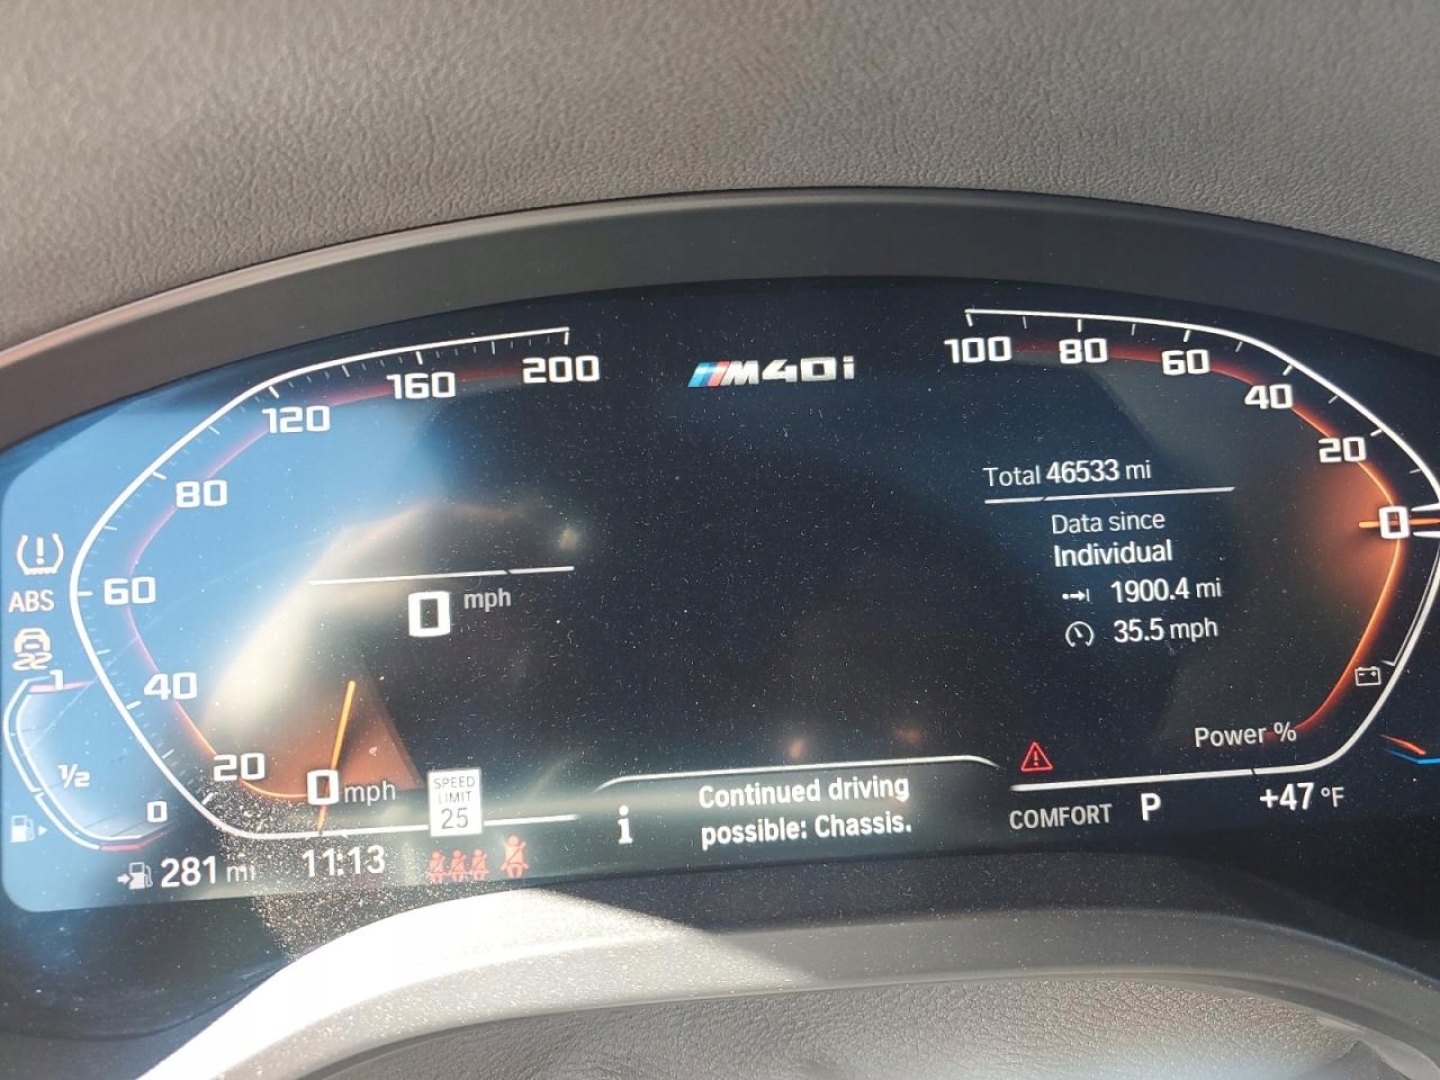 M40i
200
160
120
80
60
40
20
0 mph
0 mph
100
80
60
40
20
0
Total 46533 mi
Data since
Individual
1900.4 mi
35.5 mph
Power %
ABS
1
1/2
0
SPEED
LIMIT
25
Continued driving
possible: Chassis.
COMFORT P
+47 °F
281 mi
11:13